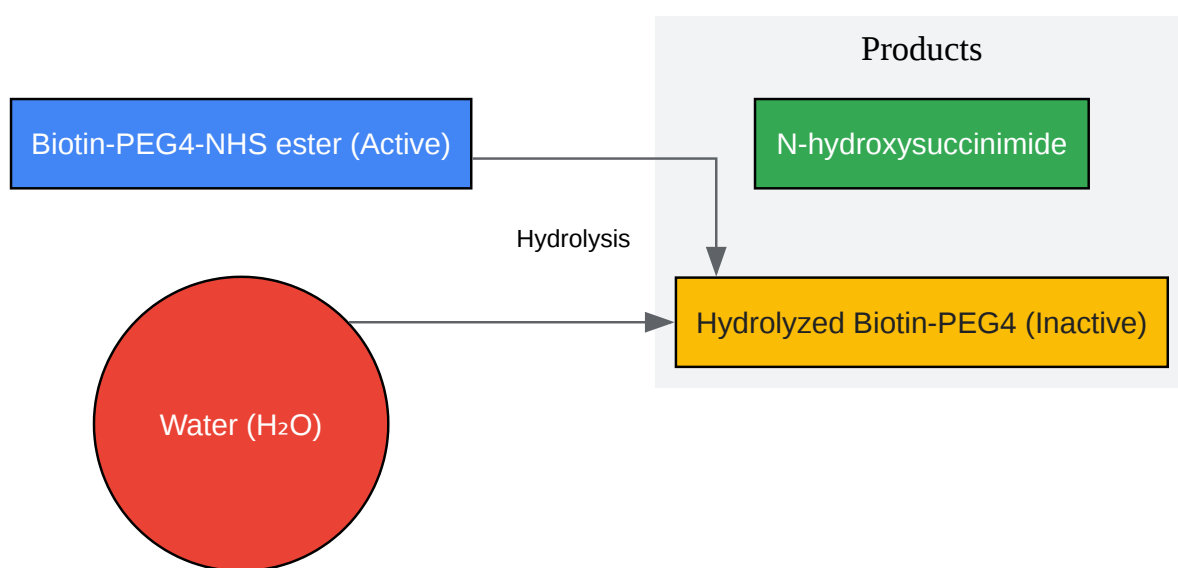 Products
Biotin-PEG4-NHS ester (Active)
N-hydroxysuccinimide
Hydrolysis
Hydrolyzed Biotin-PEG4 (Inactive)
Water (H₂O)